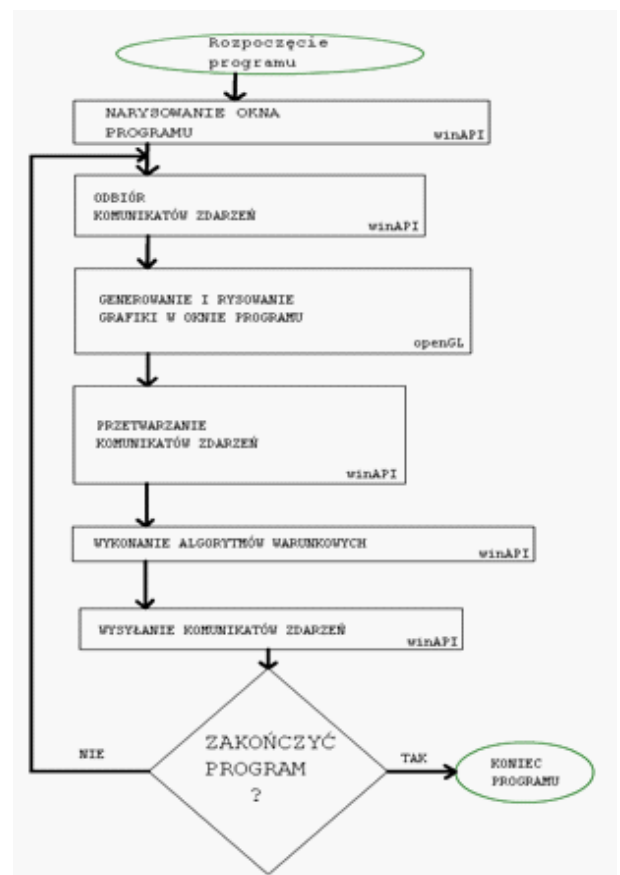 Rozpoczęcie
programu
NARYSOWANIE OKNA
PROGRAMU
winAPI
ODBIÓR
KOMUNIKATÓW ZDARZEŃ
winAPI
GENEROWANIE I RYSOWANIE
GRAFIKI W OKNIE PROGRAMU
openGL
PRZETWARZANIE
KOMUNIKATÓW ZDARZEŃ
winAPI
WYKONANIE ALGORYTMÓW WARUNKOWYCH
winAPI
WYSYŁANIE KOMUNIKATÓW ZDARZEŃ
winAPI
ZAKOŃCZYĆ
PROGRAM
?
NIE
TAK
KONIEC
PROGRAMU